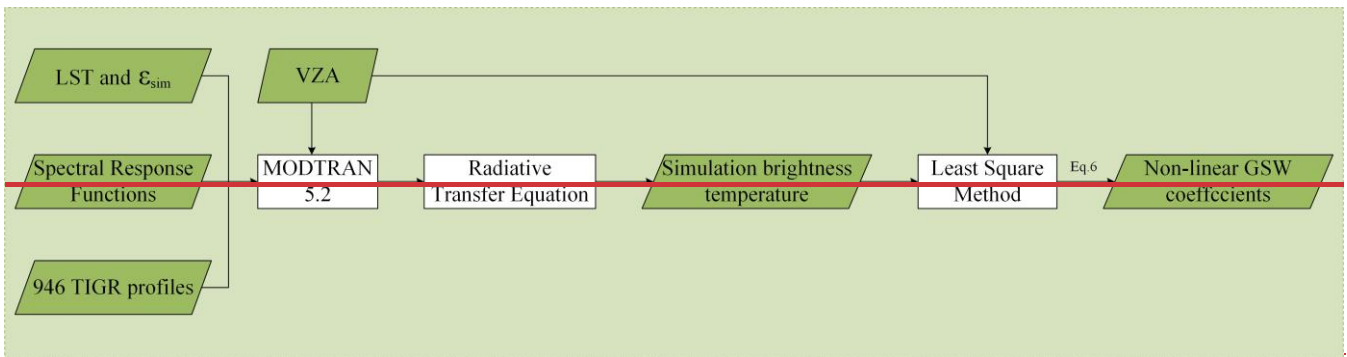 LST and εsim
VZA
Spectral Response
Functions
MODTRAN
5.2
Radiative
Transfer Equation
Simulation brightness
temperature
Least Square
Method
Eq.6
Non-linear GSW
coeffccients
946 TIGR profiles